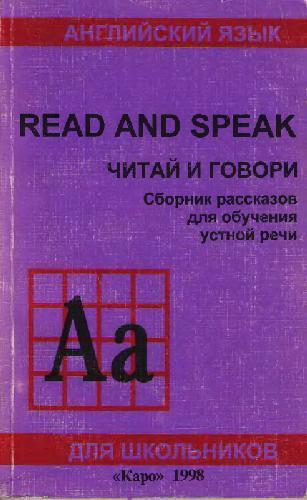 АНГЛИЙСКИЙ ЯЗЫК
READ AND SPEAK
ЧИТАЙ И ГОВОРИ
Сборник рассказов
для обучения
устной речи
Aa
ДЛЯ ШКОЛЬНИКОВ
«Каро» 1998